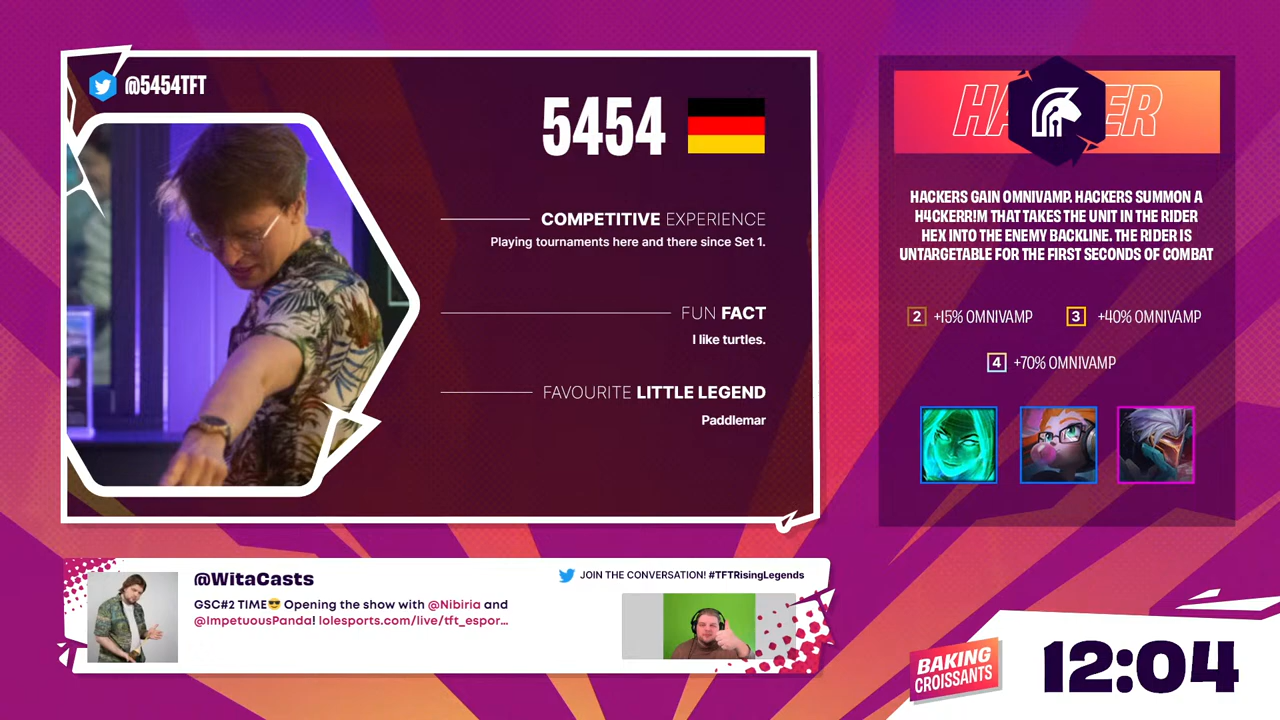 @5454TFT
5454
COMPETITIVE EXPERIENCE
Playing tournaments here and there since Set 1.
FUN FACT
I like turtles.
FAVOURITE LITTLE LEGEND
Paddlemar
HA ER
HACKERS GAIN OMNIVAMP. HACKERS SUMMON A
H4CKERR!M THAT TAKES THE UNIT IN THE RIDER
HEX INTO THE ENEMY BACKLINE. THE RIDER IS
UNTARGETABLE FOR THE FIRST SECONDS OF COMBAT
2 +15% OMNIVAMP 3 +40% OMNIVAMP
4 +70% OMNIVAMP
@WitaCasts
JOIN THE CONVERSATION! #TFTRisingLegends
GSC#2 TIME😎 Opening the show with @Nibiria and
@ImpetuousPanda! lolesports.com/live/tft_espor...
BAKING
CROISSANTS
12:04